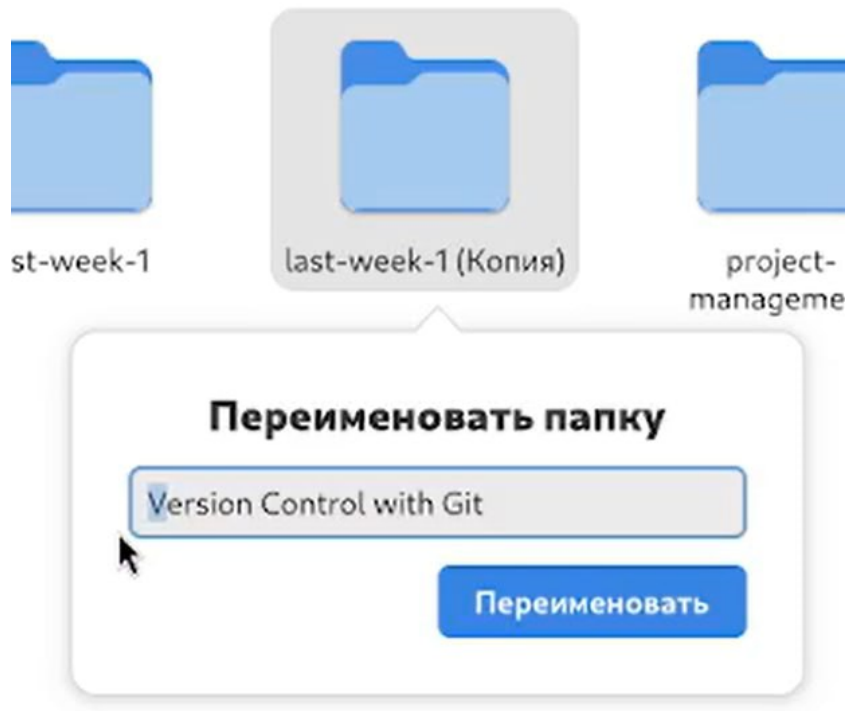 st-week-1
last-week-1 (Копия)
project-
manageme
Переименовать папку
Version Control with Git
Переименовать